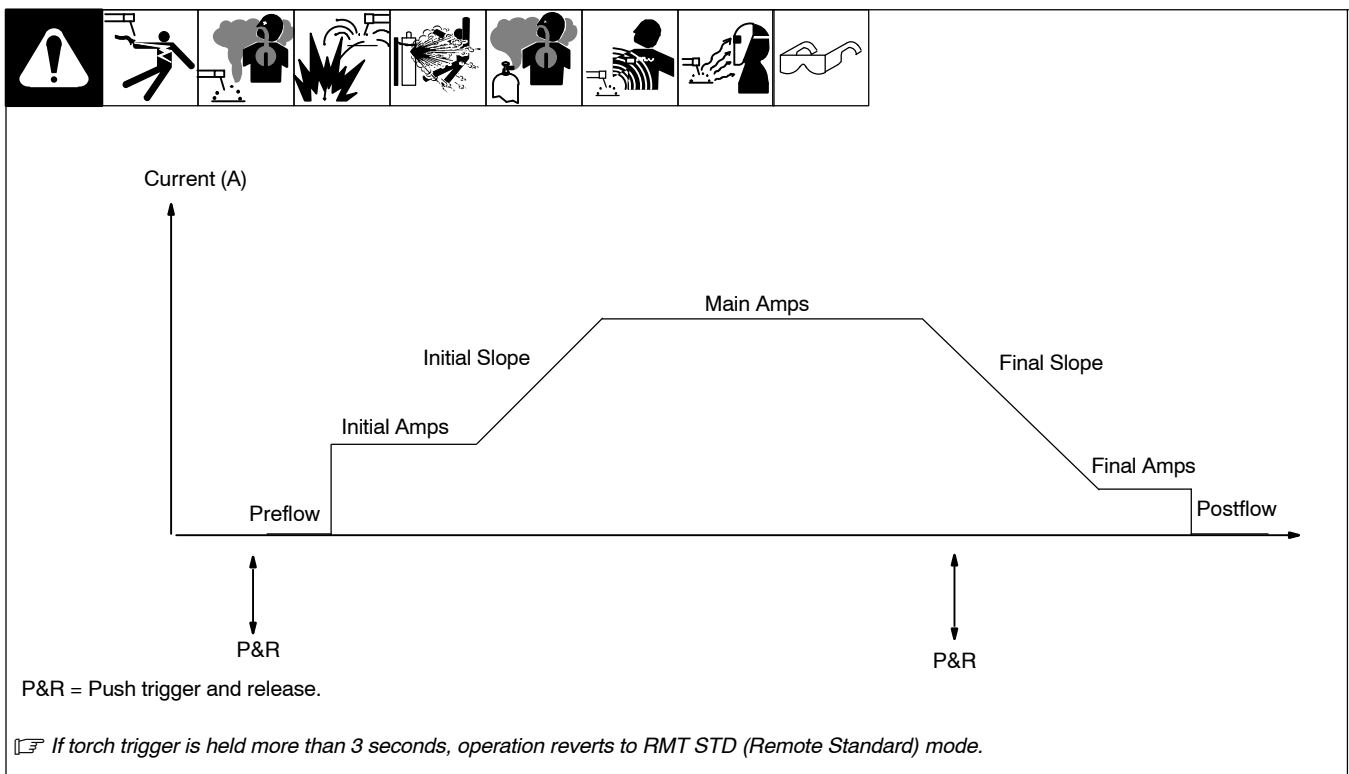 Current (A)
Main Amps
Initial Slope
Final Slope
Initial Amps
Final Amps
Preflow
Postflow
P&R
P&R
P&R = Push trigger and release.
If torch trigger is held more than 3 seconds, operation reverts to RMT STD (Remote Standard) mode.